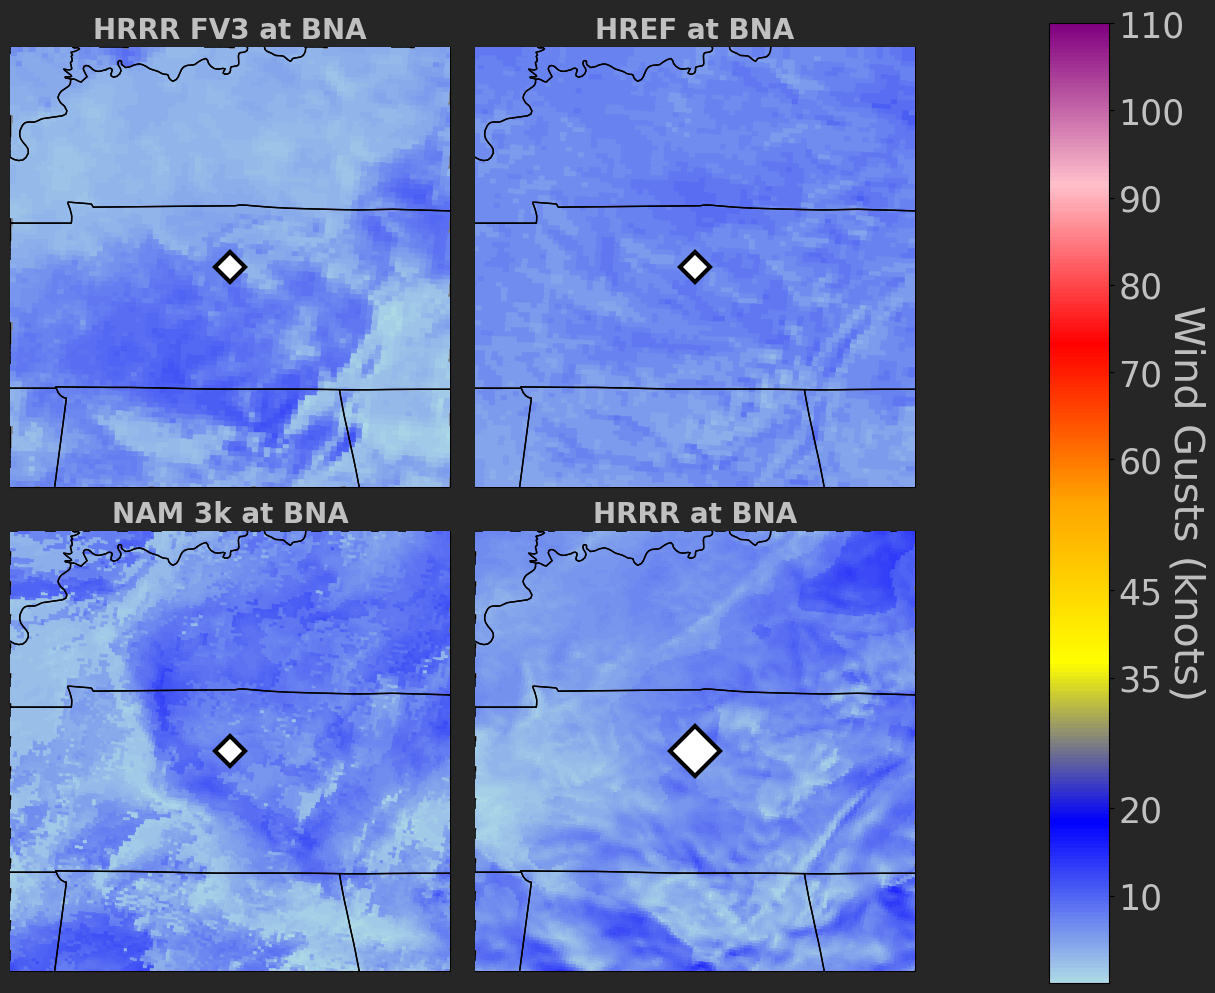 HRRR FV3 at BNA
HREF at BNA
NAM 3k at BNA
HRRR at BNA
110
100
90
80
70
60
45
35
20
10
Wind Gusts (knots)